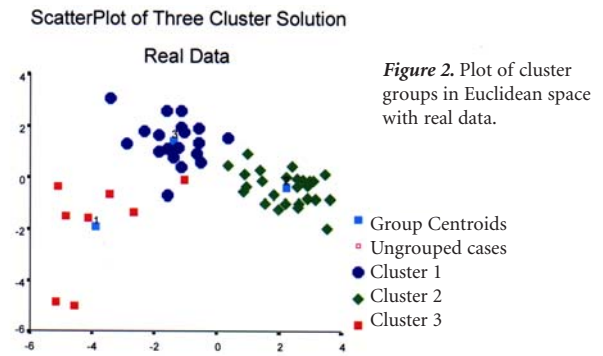 ScatterPlot of Three Cluster Solution
Real Data
Figure 2. Plot of cluster
groups in Euclidean space
with real data.
4
2
0
-2
-4
-6
-6
-4
-2
0
2
4
3
1
Group Centroids
Ungrouped cases
Cluster 1
Cluster 2
Cluster 3